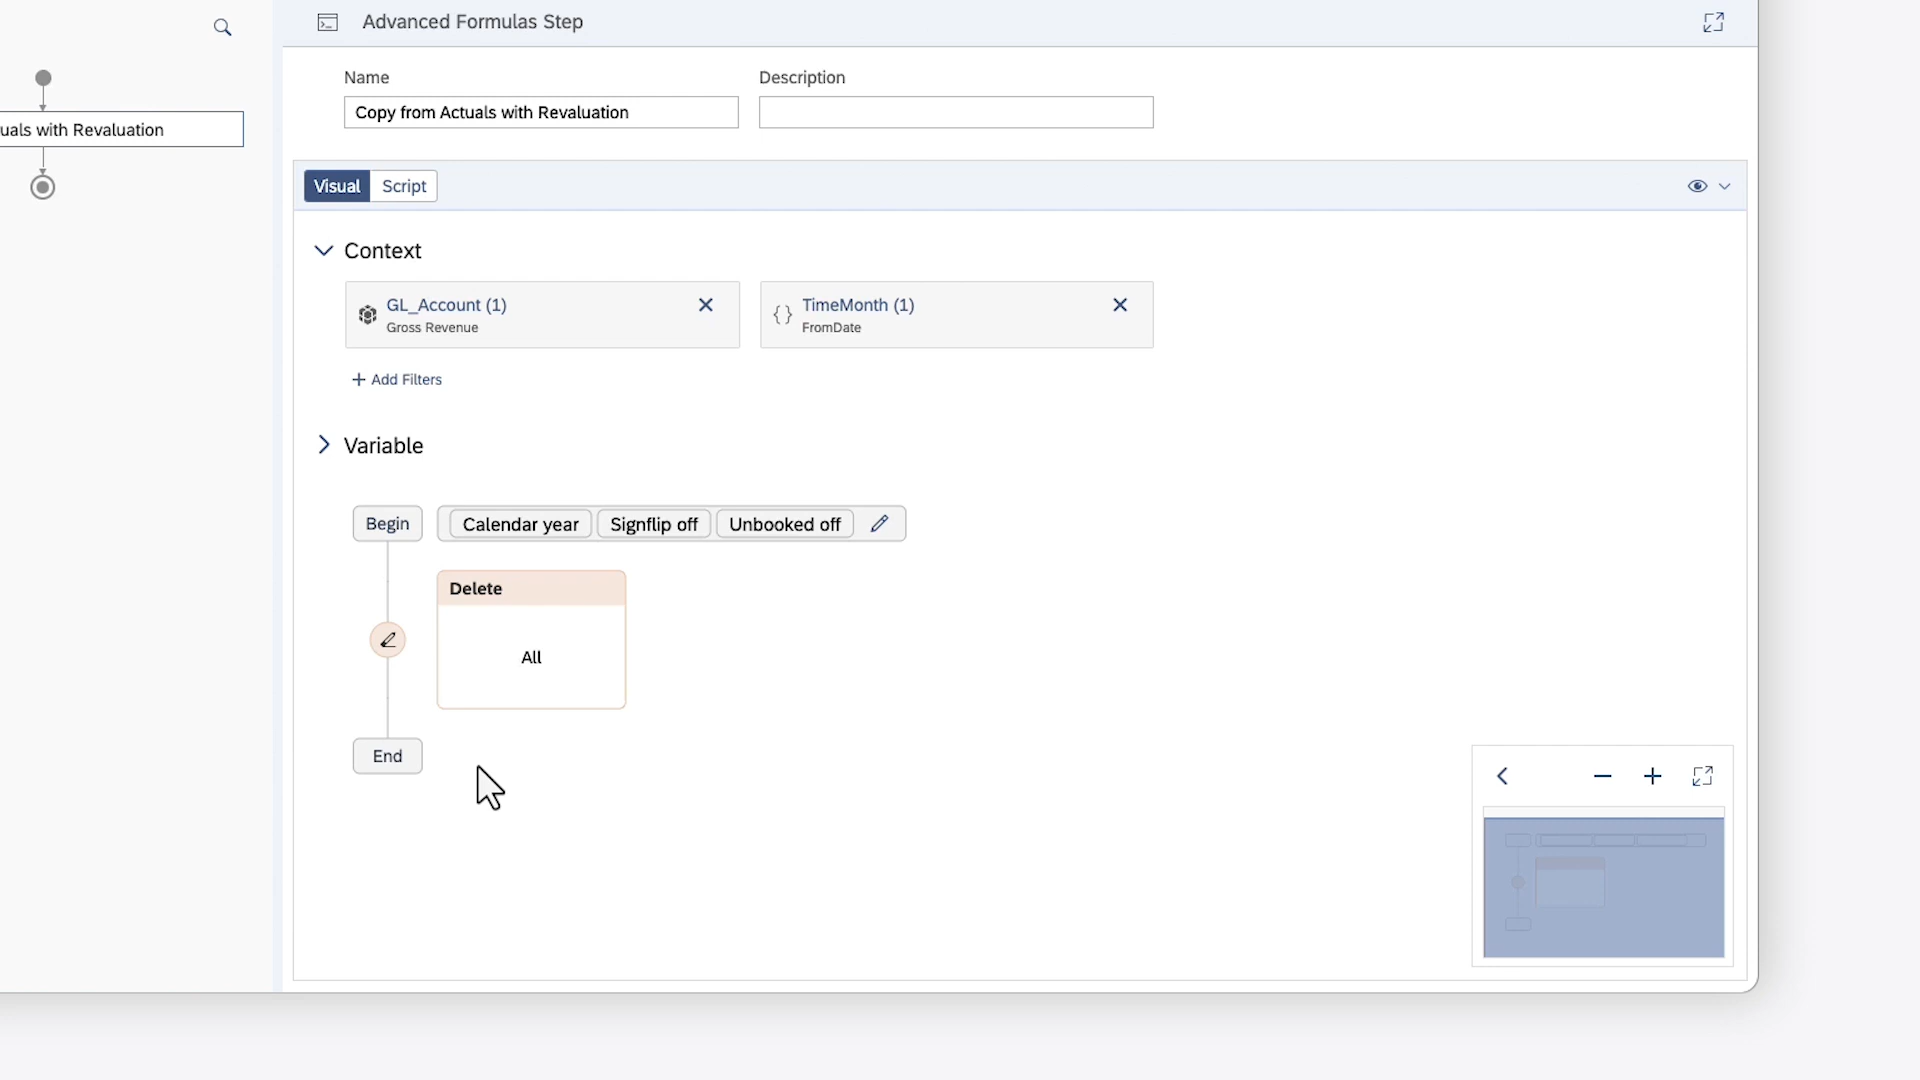 Advanced Formulas Step
Name
Description
Copy from Actuals with Revaluation
uals with Revaluation
Visual
Script
Context
GL_Account (1)
Gross Revenue
TimeMonth (1)
FromDate
Add Filters
Variable
Begin
Calendar year
Signflip off
Unbooked off
Delete
All
End